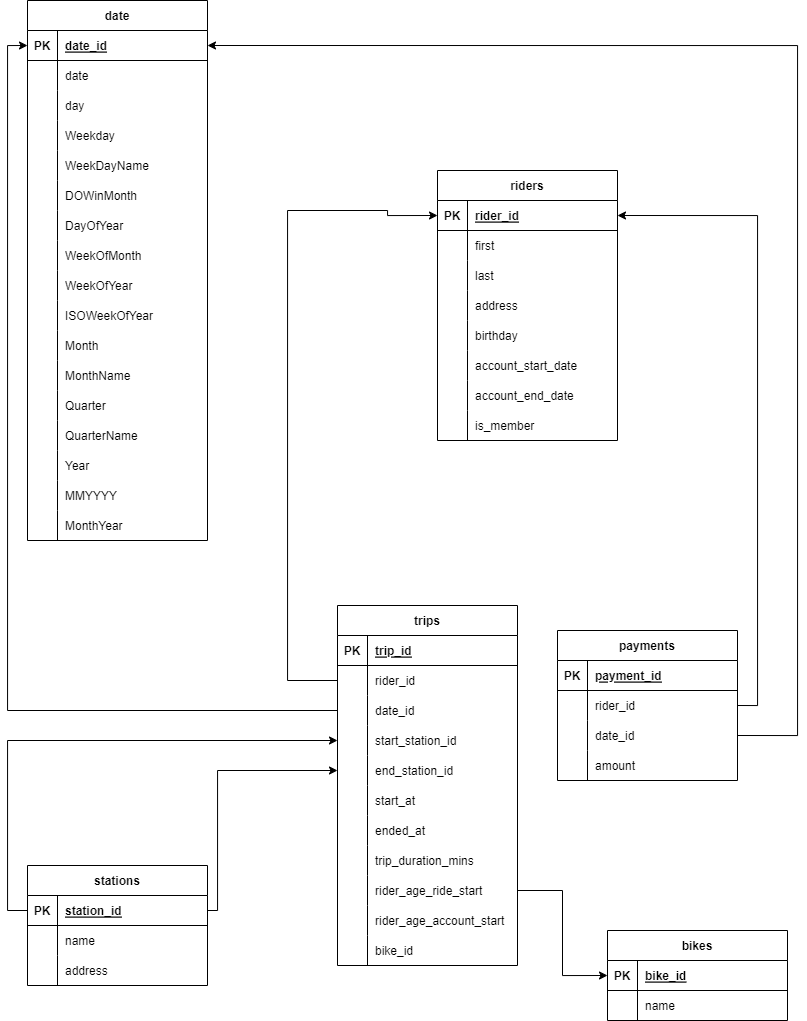 date
PK date_id
date
day
Weekday
WeekDayName
DOWinMonth
DayOfYear
WeekOfMonth
WeekOfYear
ISOWeekOfYear
Month
MonthName
Quarter
QuarterName
Year
MMYYYY
MonthYear
riders
PK rider_id
first
last
address
birthday
account_start_date
account_end_date
is_member
trips
PK trip_id
rider_id
date_id
start_station_id
end_station_id
start_at
ended_at
trip_duration_mins
rider_age_ride_start
rider_age_account_start
bike_id
payments
PK payment_id
rider_id
date_id
amount
stations
PK station_id
name
address
bikes
PK bike_id
name